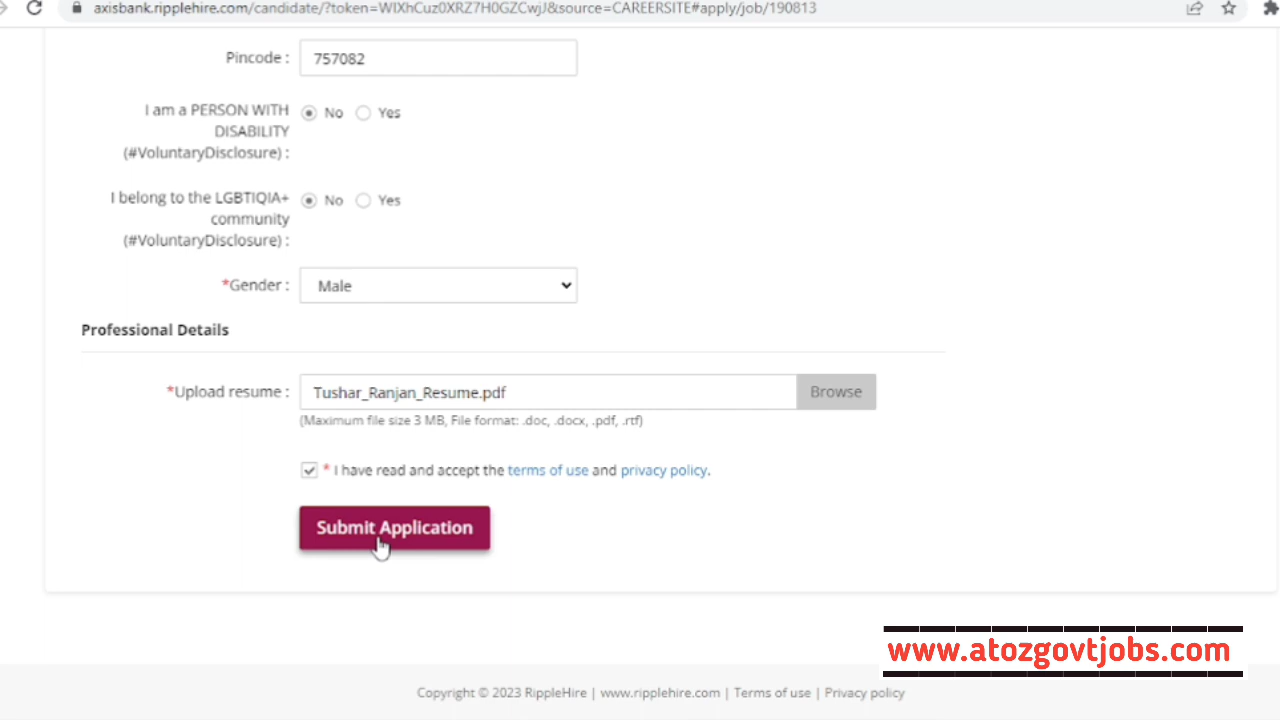 axisbank.ripplehire.com/candidate/?token=WIXhCuz0XRZ7H0GZCwjJ&source=CAREERSITE#apply/job/190813
Pincode :
757082
I am a PERSON WITH
DISABILITY
(#VoluntaryDisclosure) :
No
Yes
I belong to the LGBTIQIA+
community
(#VoluntaryDisclosure) :
No
Yes
*Gender :
Male
Professional Details
*Upload resume :
Tushar_Ranjan_Resume.pdf
Browse
(Maximum file size 3 MB, File format: .doc, .docx, .pdf, .rtf)
* I have read and accept the terms of use and privacy policy.
Submit Application
www.atozgovtjobs.com
Copyright © 2023 RippleHire | www.ripplehire.com | Terms of use | Privacy policy